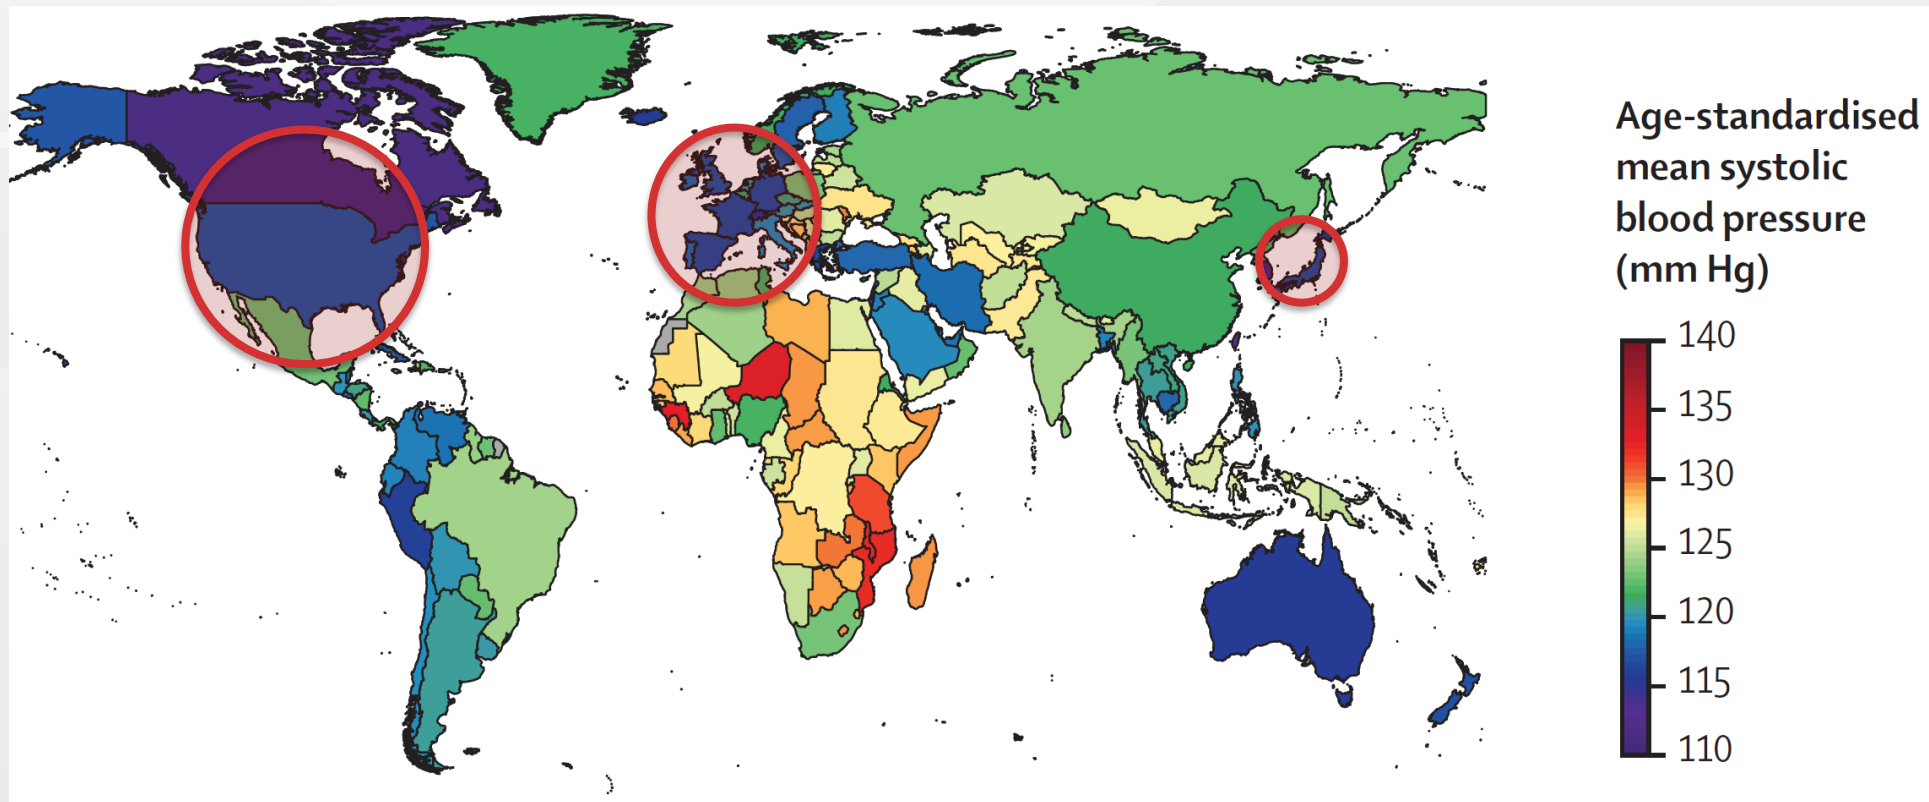 Age-standardised
mean systolic
blood pressure
(mm Hg)
140
135
130
125
120
115
110